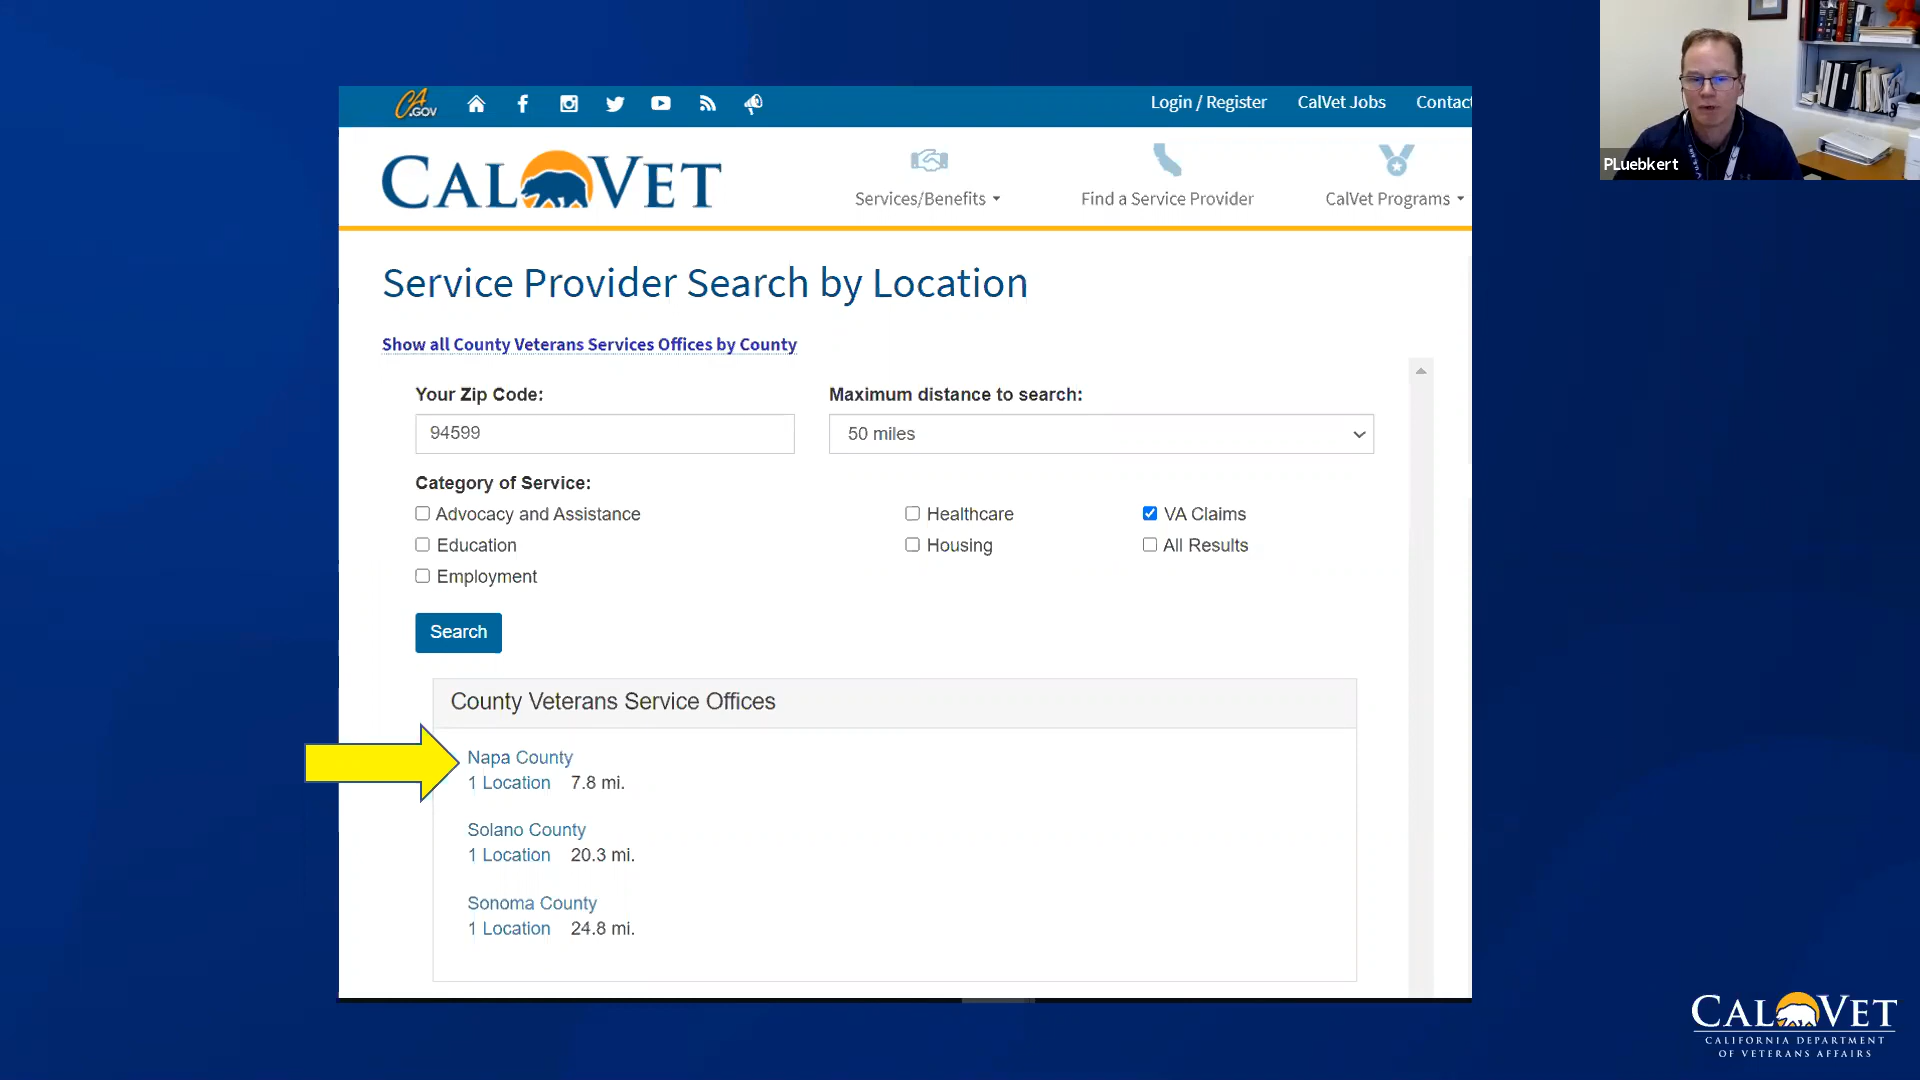 CA.GOV
Login / Register CalVet Jobs Contact
CALVET
Services/Benefits Find a Service Provider CalVet Programs
Service Provider Search by Location
Show all County Veterans Services Offices by County
Your Zip Code: Maximum distance to search:
94599 50 miles
Category of Service:
Advocacy and Assistance Healthcare VA Claims
Education Housing All Results
Employment
Search
County Veterans Service Offices
Napa County
1 Location 7.8 mi.
Solano County
1 Location 20.3 mi.
Sonoma County
1 Location 24.8 mi.
PLuebkert
CALVET
CALIFORNIA DEPARTMENT
OF VETERANS AFFAIRS